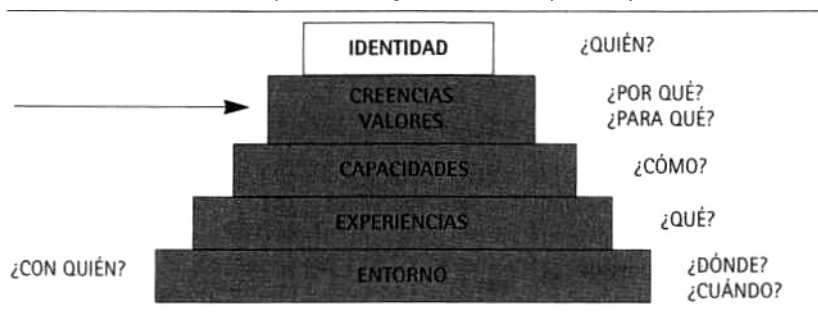 IDENTIDAD ¿QUIÉN?
CREENCIAS ¿POR QUÉ?
VALORES ¿PARA QUÉ?
CAPACIDADES ¿CÓMO?
EXPERIENCIAS ¿QUÉ?
¿CON QUIÉN? ENTORNO ¿DÓNDE?
¿CUÁNDO?